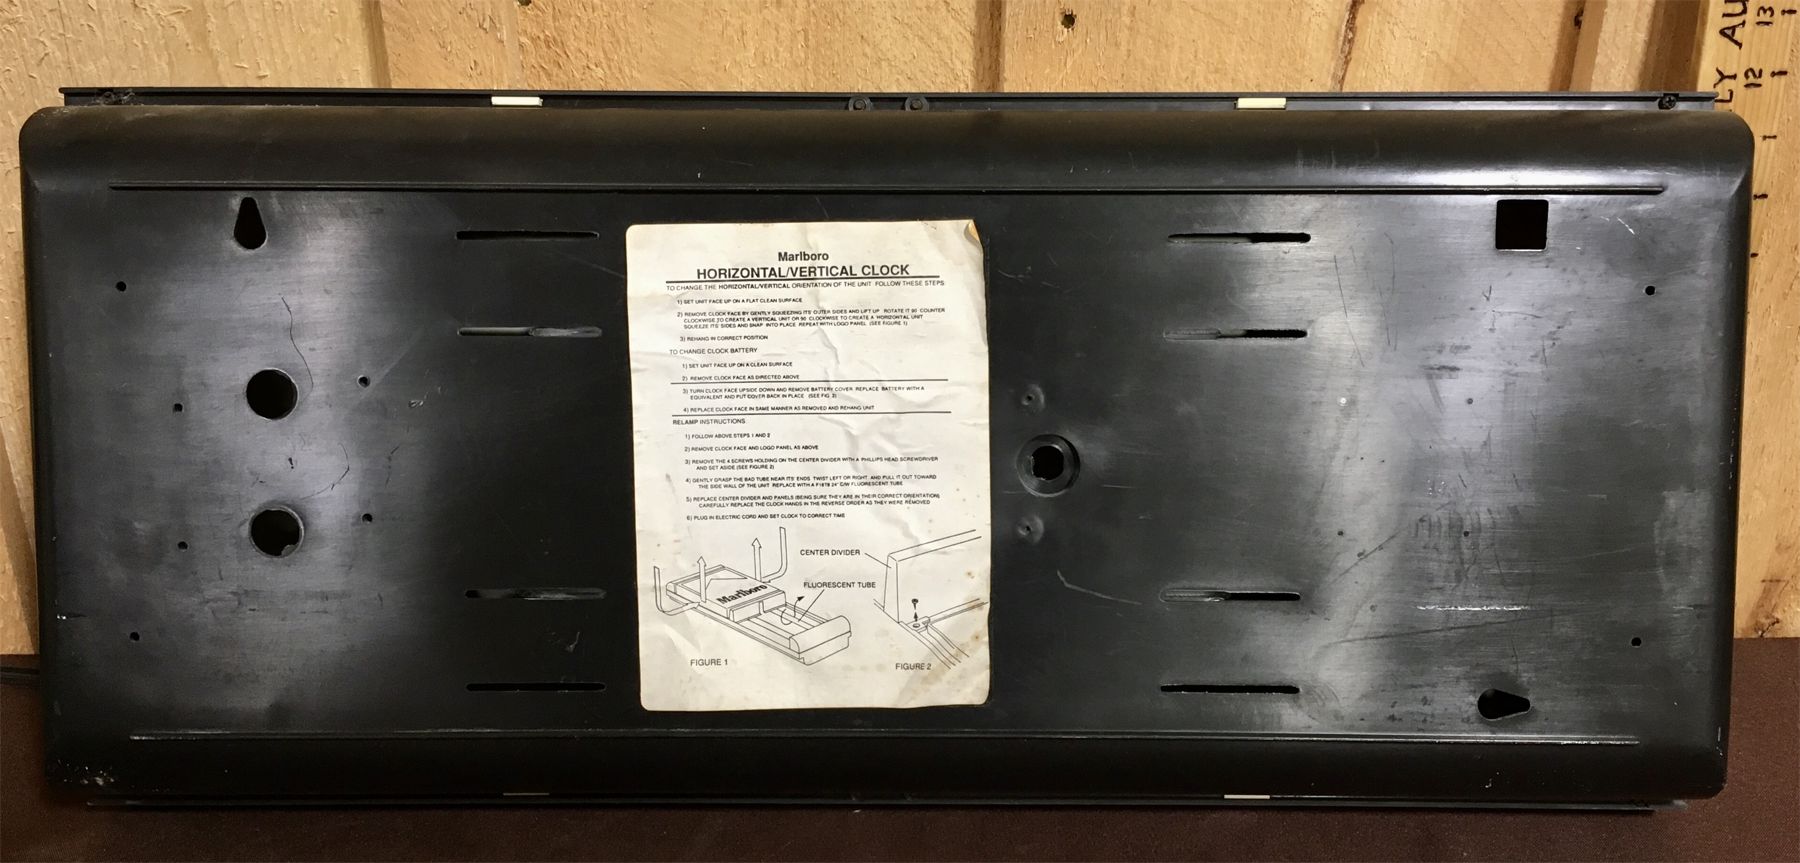 LY AU
13
12
Marlboro
HORIZONTAL/VERTICAL CLOCK
TO CHANGE THE HORIZONTAL/VERTICAL ORIENTATION OF THE UNIT FOLLOW THESE STEPS
1) SET UNIT FACE UP ON A FLAT CLEAN SURFACE
2) REMOVE CLOCK FACE BY GENTLY SQUEEZING ITS' OUTER SIDES AND LIFT UP ROTATE IT 90 COUNTER
CLOCKWISE TO CREATE A VERTICAL UNIT OR 90 CLOCKWISE TO CREATE A HORIZONTAL UNIT
SQUEEZE ITS' SIDES AND SNAP INTO PLACE REPEAT WITH LOGO PANEL (SEE FIGURE 1)
3) REHANG IN CORRECT POSITION
TO CHANGE CLOCK BATTERY
1) SET UNIT FACE UP ON A CLEAN SURFACE
2) REMOVE CLOCK FACE AS DIRECTED ABOVE
3) TURN CLOCK FACE UPSIDE DOWN AND REMOVE BATTERY COVER REPLACE BATTERY WITH A
EQUIVALENT AND PUT COVER BACK IN PLACE (SEE FIG 2)
4) REPLACE CLOCK FACE IN SAME MANNER AS REMOVED AND REHANG UNIT
RELAMP INSTRUCTIONS
1) FOLLOW ABOVE STEPS 1 AND 2
2) REMOVE CLOCK FACE AND LOGO PANEL AS ABOVE
3) REMOVE THE 4 SCREWS HOLDING ON THE CENTER DIVIDER WITH A PHILLIPS HEAD SCREWDRIVER
AND SET ASIDE (SEE FIGURE 2)
4) GENTLY GRASP THE BAD TUBE NEAR ITS' ENDS TWIST LEFT OR RIGHT AND PULL IT OUT TOWARD
THE SIDE WALL OF THE UNIT REPLACE WITH A F18T8 24" C/W FLUORESCENT TUBE
5) REPLACE CENTER DIVIDER AND PANELS (BEING SURE THEY ARE IN THEIR CORRECT ORIENTATION)
CAREFULLY REPLACE THE CLOCK HANDS IN THE REVERSE ORDER AS THEY WERE REMOVED
6) PLUG IN ELECTRIC CORD AND SET CLOCK TO CORRECT TIME
CENTER DIVIDER
FLUORESCENT TUBE
Marlboro
FIGURE 1
FIGURE 2